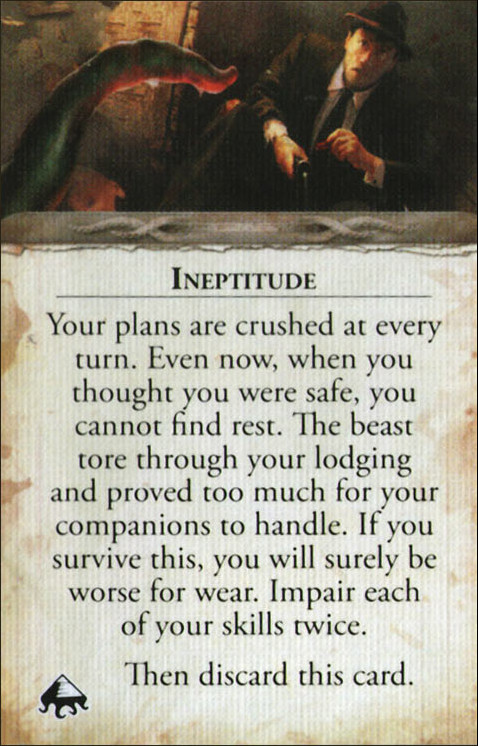 Ineptitude
Your plans are crushed at every
turn. Even now, when you
thought you were safe, you
cannot find rest. The beast
tore through your lodging
and proved too much for your
companions to handle. If you
survive this, you will surely be
worse for wear. Impair each
of your skills twice.
Then discard this card.